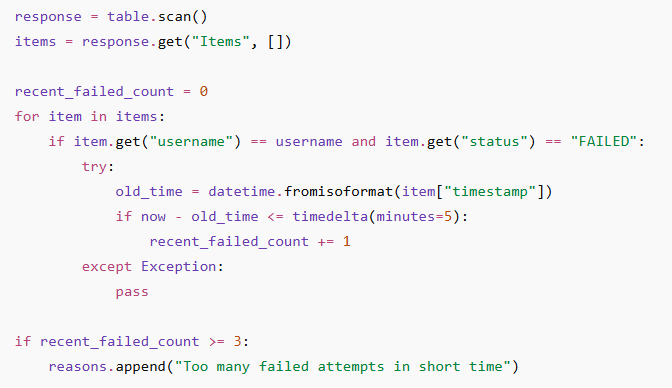 response = table.scan()
items = response.get("Items", [])
recent_failed_count = 0
for item in items:
    if item.get("username") == username and item.get("status") == "FAILED":
        try:
            old_time = datetime.fromisoformat(item["timestamp"])
            if now - old_time <= timedelta(minutes=5):
                recent_failed_count += 1
        except Exception:
            pass
if recent_failed_count >= 3:
    reasons.append("Too many failed attempts in short time")